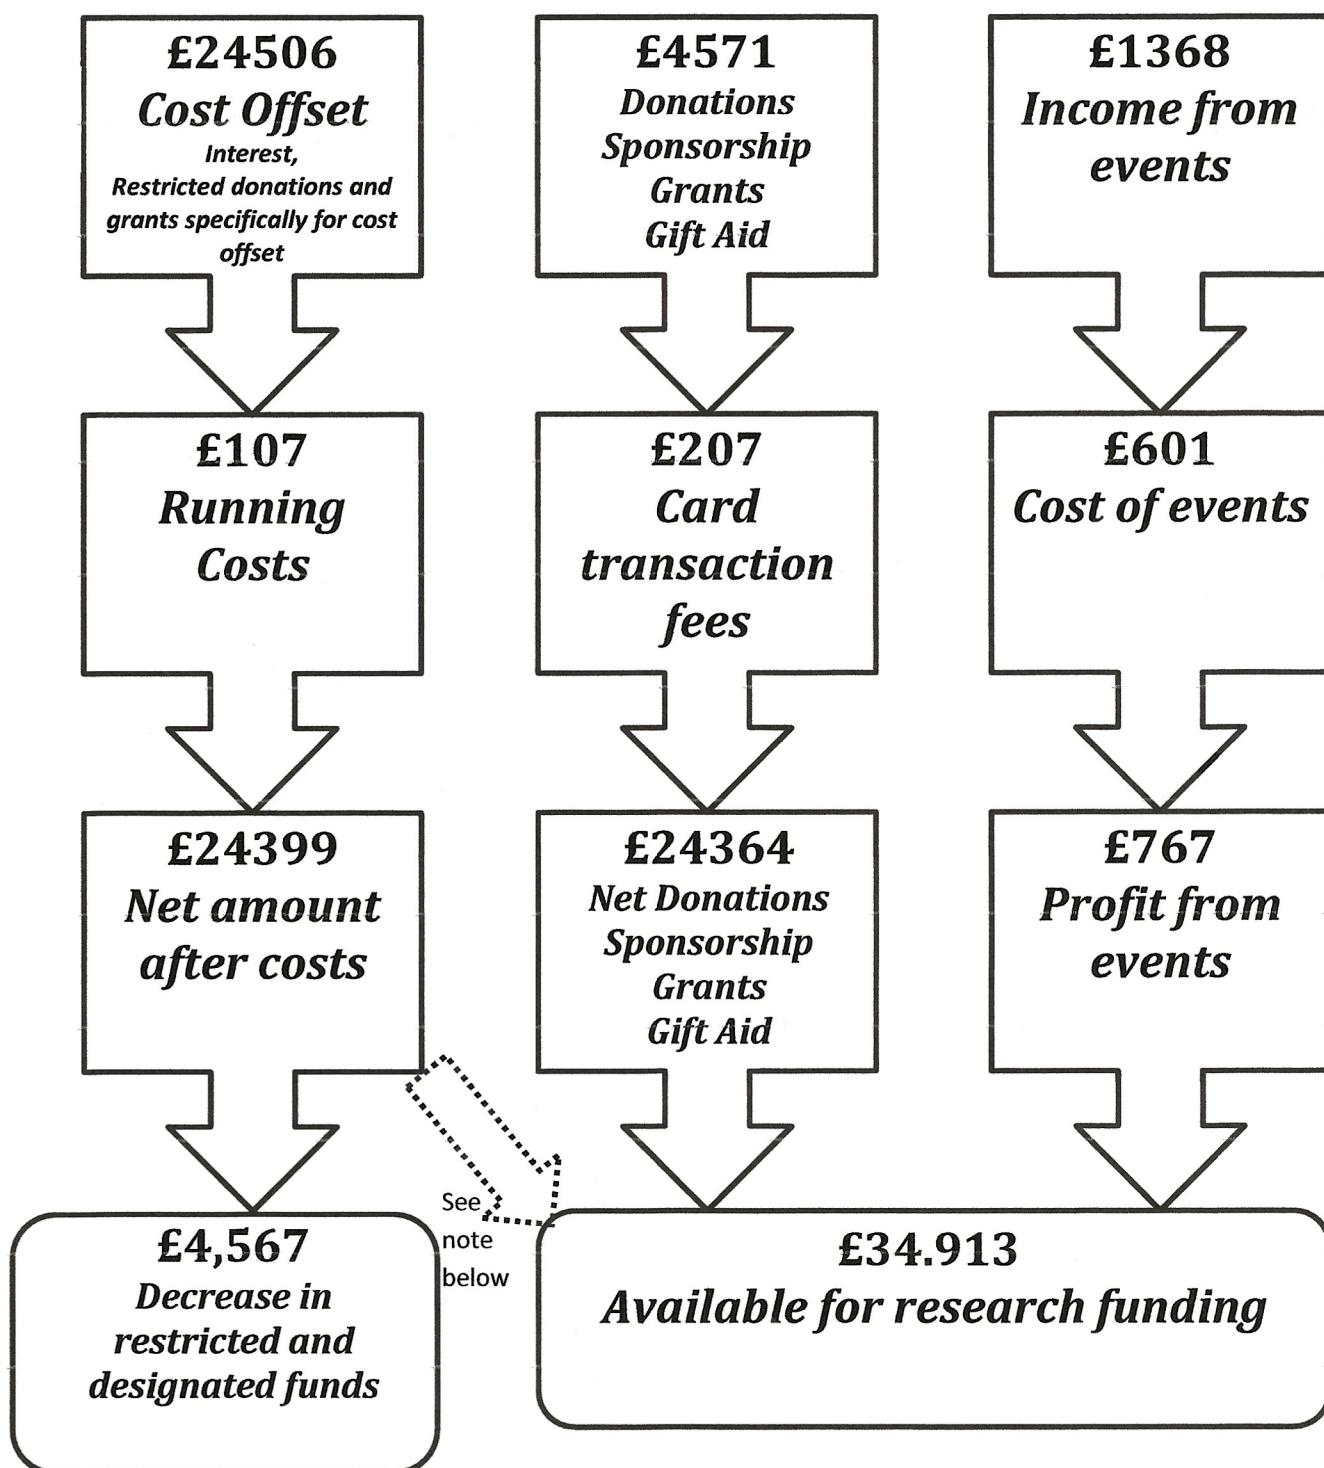 £24506
Cost Offset
Interest,
Restricted donations and
grants specifically for cost
offset
£4571
Donations
Sponsorship
Grants
Gift Aid
£1368
Income from
events
£107
Running
Costs
£207
Card
transaction
fees
£601
Cost of events
£24399
Net amount
after costs
£24364
Net Donations
Sponsorship
Grants
Gift Aid
£767
Profit from
events
£4,567
Decrease in
restricted and
designated funds
See
note
below
£34.913
Available for research funding